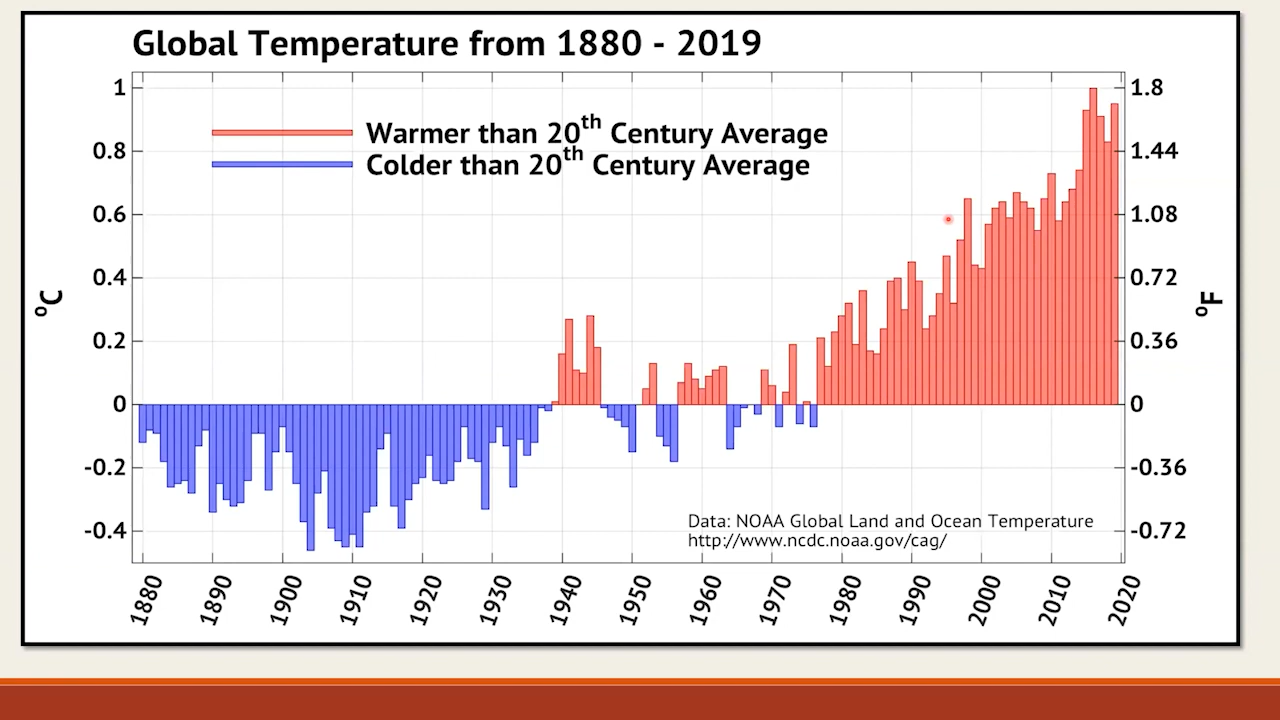 Global Temperature from 1880 - 2019
Warmer than 20th Century Average
Colder than 20th Century Average
1
0.8
0.6
0.4
0.2
0
-0.2
-0.4
ºC
1.8
1.44
1.08
0.72
0.36
0
-0.36
-0.72
ºF
Data: NOAA Global Land and Ocean Temperature
http://www.ncdc.noaa.gov/cag/
1880 1890 1900 1910 1920 1930 1940 1950 1960 1970 1980 1990 2000 2010 2020